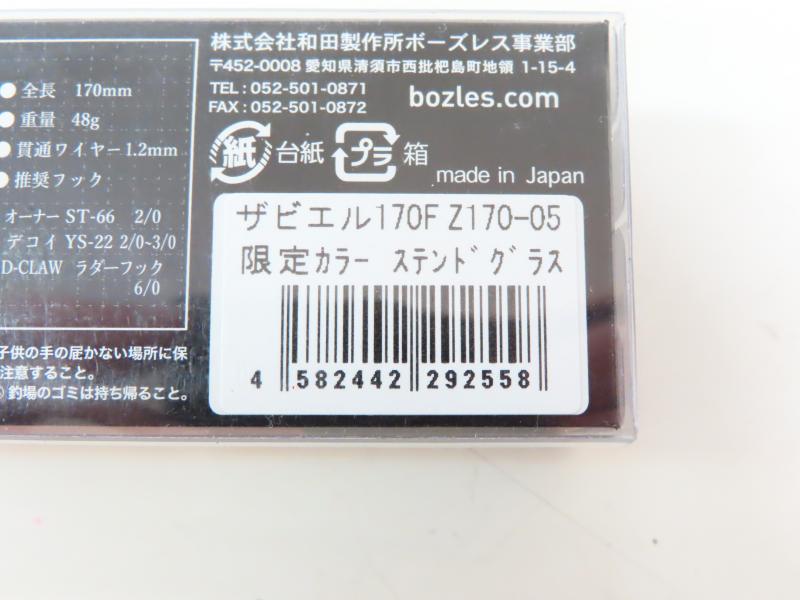 ● 全長 170mm
● 重量 48g
● 貫通ワイヤー 1.2mm
● 推奨フック
オーナー ST-66 2/0
デコイ YS-22 2/0~3/0
D-CLAW ラダーフック
6/0
子供の手の届かない場所に保
注意すること。
釣場のゴミは持ち帰ること。
株式会社和田製作所ボーズレス事業部
〒452-0008 愛知県清須市西枇杷島町地領 1-15-4
TEL : 052-501-0871
FAX : 052-501-0872
bozles.com
紙 台紙 プラ 箱
made in Japan
ザビエル170F Z170-05
限定カラー ステンドグラス
4 582442 292558